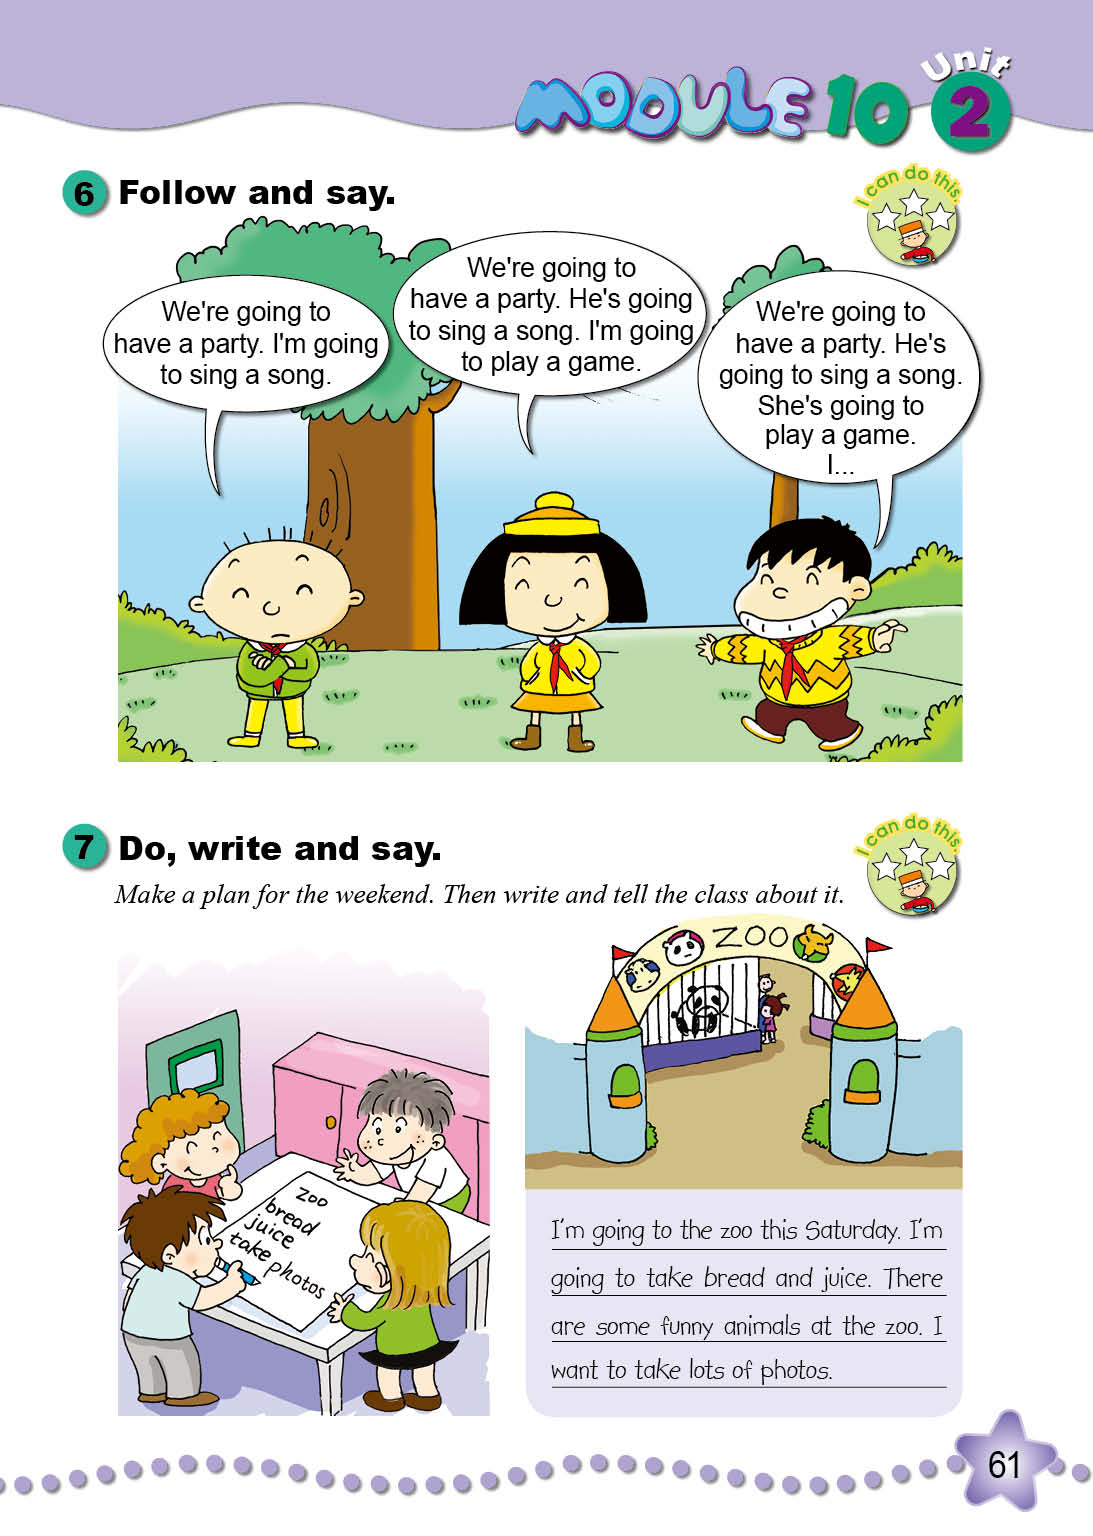 MODULE 10 Unit 2
6 Follow and say.
I can do this.
We're going to
have a party. I'm going
to sing a song.
We're going to
have a party. He's going
to sing a song. I'm going
to play a game.
We're going to
have a party. He's
going to sing a song.
She's going to
play a game.
I...
7 Do, write and say.
I can do this.
Make a plan for the weekend. Then write and tell the class about it.
zoo
bread
juice
take photos
ZOO
I'm going to the zoo this Saturday. I'm
going to take bread and juice. There
are some funny animals at the zoo. I
want to take lots of photos.
61